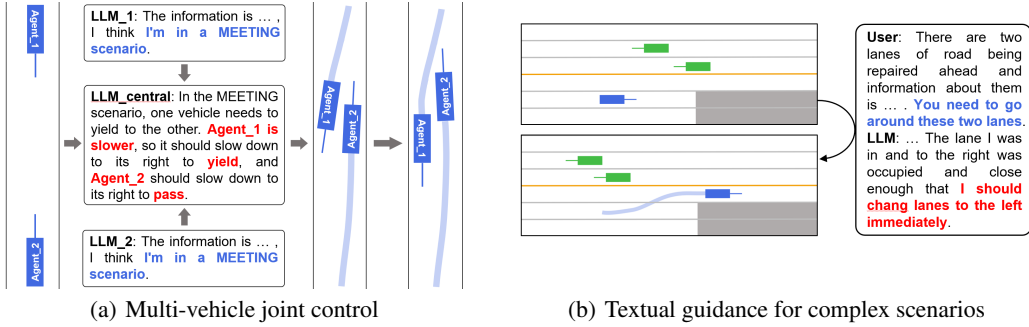 Agent_1
LLM_1: The information is … ,
I think I'm in a MEETING
scenario.
LLM_central: In the MEETING
scenario, one vehicle needs to
yield to the other. Agent_1 is
slower, so it should slow down
to its right to yield, and
Agent_2 should slow down to
its right to pass.
Agent_2
LLM_2: The information is … ,
I think I'm in a MEETING
scenario.
Agent_1
Agent_2
Agent_1
Agent_2
(a) Multi-vehicle joint control
User: There are two
lanes of road being
repaired ahead and
information about them
is … . You need to go
around these two lanes.
LLM: … The lane I was
in and to the right was
occupied and close
enough that I should
chang lanes to the left
immediately.
(b) Textual guidance for complex scenarios